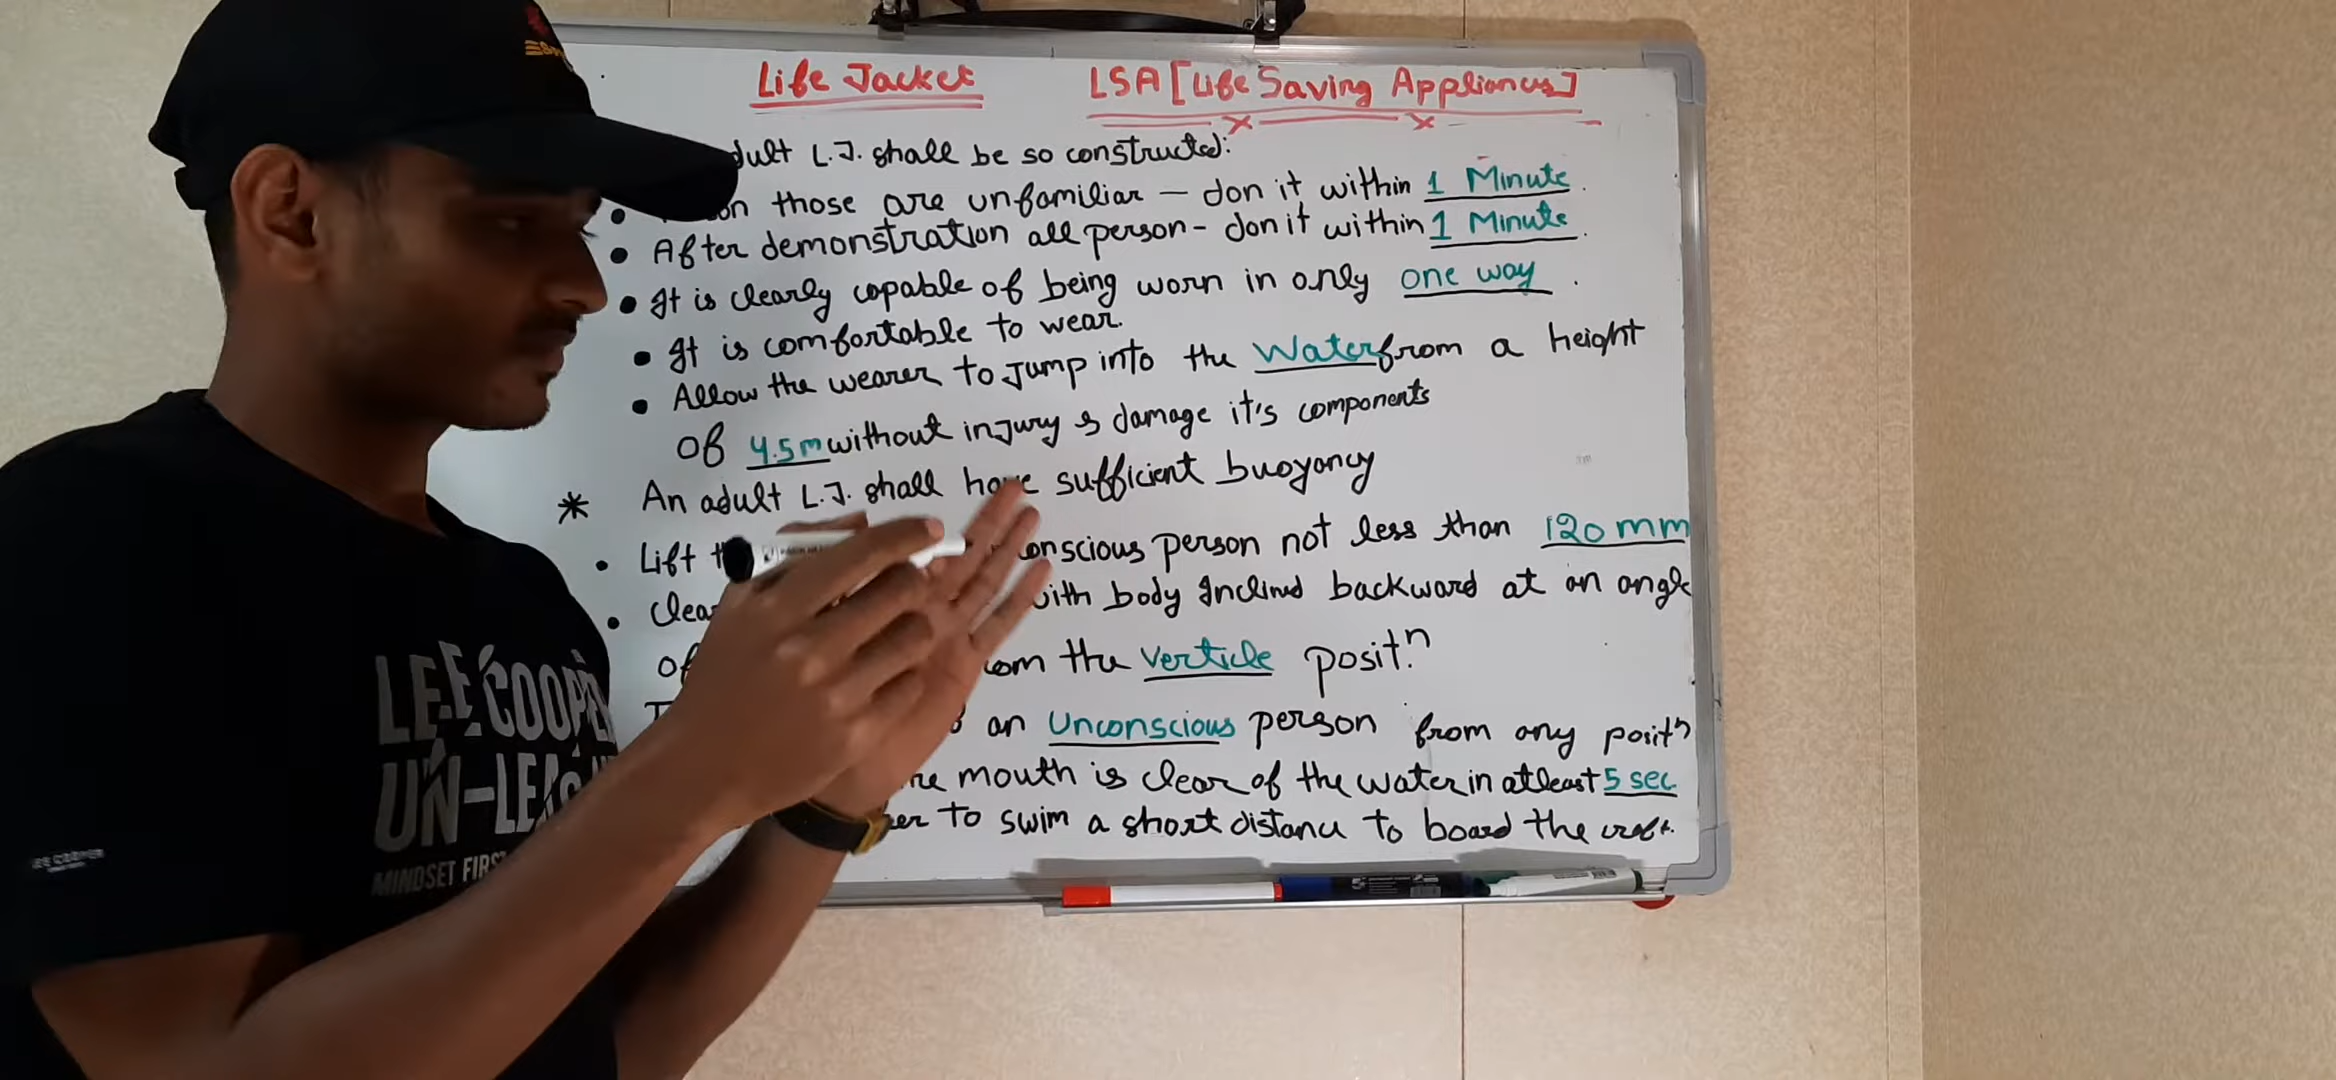 Life Jacket LSA [Life Saving Appliances]
dult L.J. shall be so constructed:
on those are unfamiliar — don it within 1 Minute.
• After demonstration all person - don it within 1 Minute.
• It is clearly capable of being worn in only one way.
• It is comfortable to wear.
• Allow the wearer to Jump into the Water from a height
of 4.5m without injury & damage it's components
* An adult L.J. shall have sufficient buoyancy
• Lift conscious person not less than 120 mm
• Clea with body Inclined backward at an angle
of om the verticle positn
an Unconscious person from any positn
mouth is clear of the water in atleast 5 sec
er to swim a short distance to board the craft.
LEE COOPER
UN-LEA
MINDSET FIRS